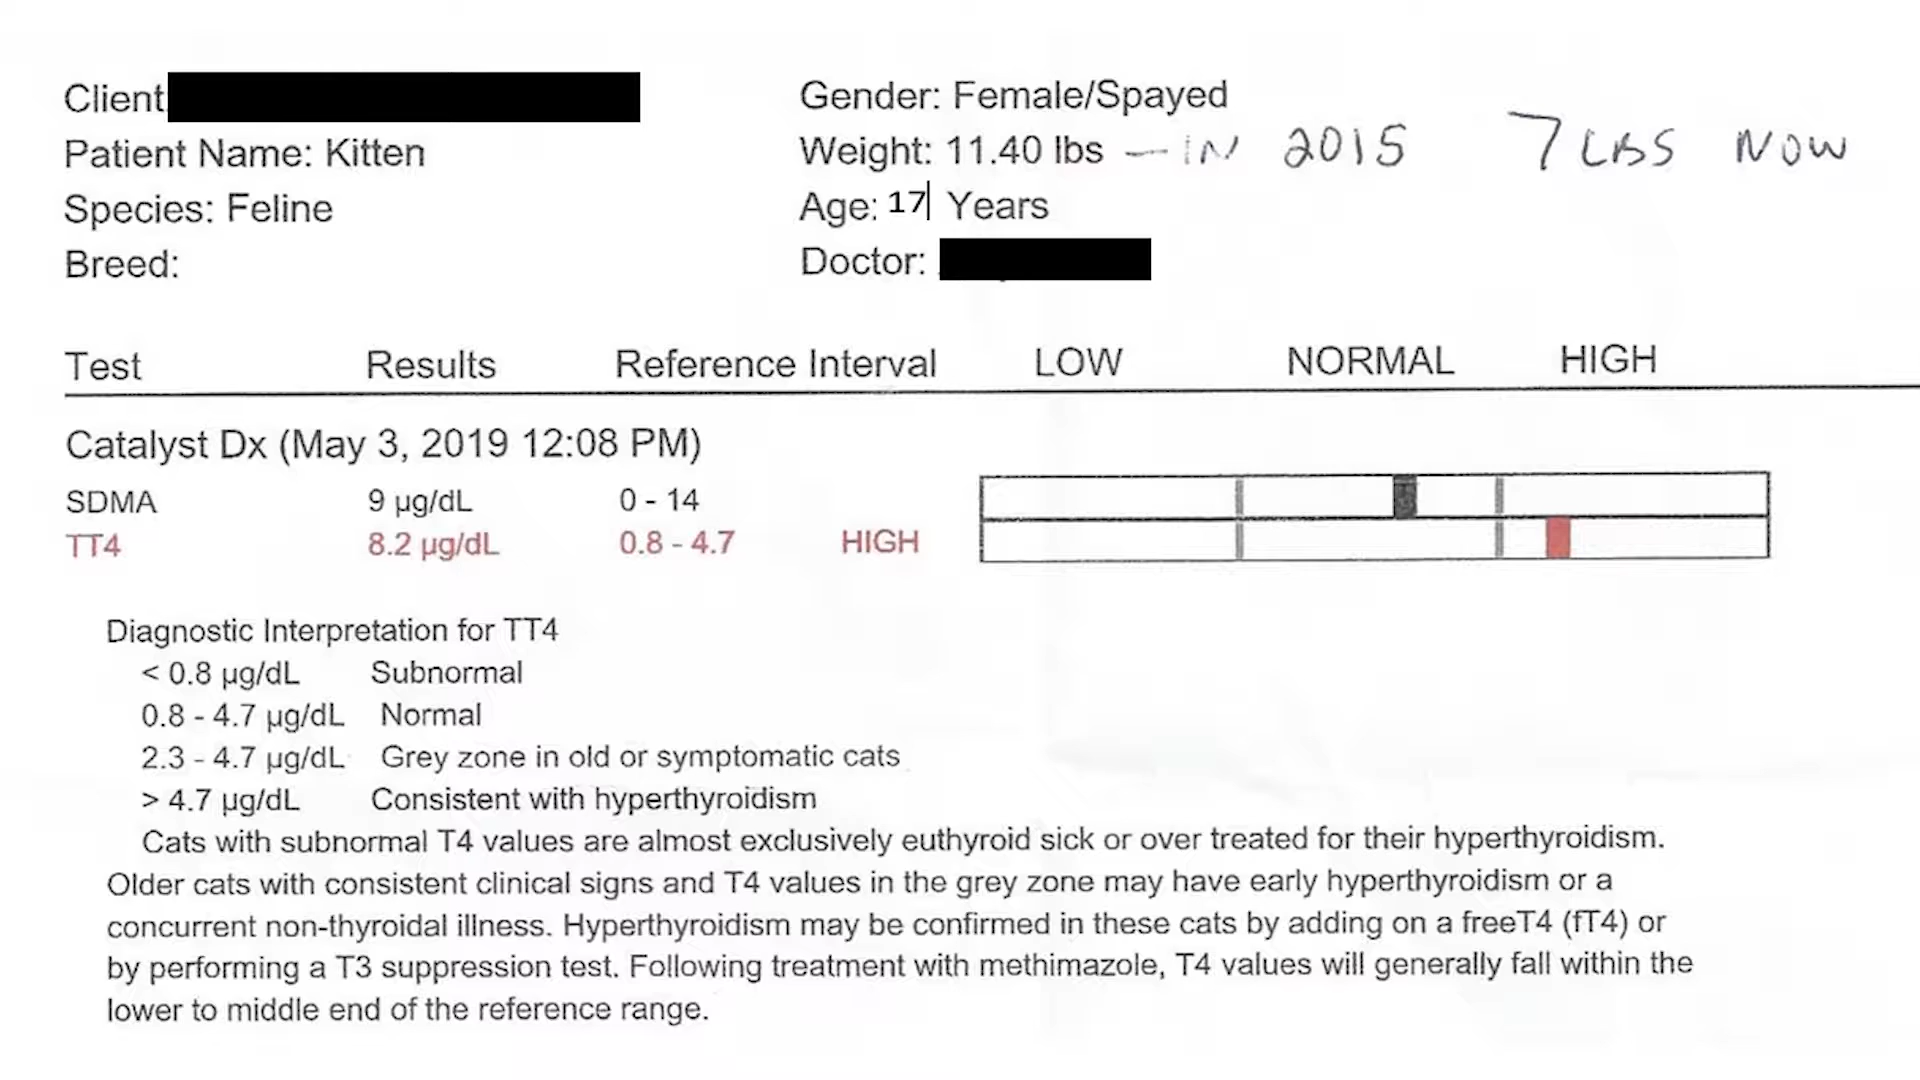 Client
Gender: Female/Spayed
Patient Name: Kitten
Weight: 11.40 lbs — IN 2015 7 LBS NOW
Species: Feline
Age: 17 Years
Breed:
Doctor:
Test Results Reference Interval LOW NORMAL HIGH
Catalyst Dx (May 3, 2019 12:08 PM)
SDMA 9 µg/dL 0 - 14
TT4 8.2 µg/dL 0.8 - 4.7 HIGH
Diagnostic Interpretation for TT4
< 0.8 µg/dL Subnormal
0.8 - 4.7 µg/dL Normal
2.3 - 4.7 µg/dL Grey zone in old or symptomatic cats
> 4.7 µg/dL Consistent with hyperthyroidism
Cats with subnormal T4 values are almost exclusively euthyroid sick or over treated for their hyperthyroidism.
Older cats with consistent clinical signs and T4 values in the grey zone may have early hyperthyroidism or a
concurrent non-thyroidal illness. Hyperthyroidism may be confirmed in these cats by adding on a freeT4 (fT4) or
by performing a T3 suppression test. Following treatment with methimazole, T4 values will generally fall within the
lower to middle end of the reference range.